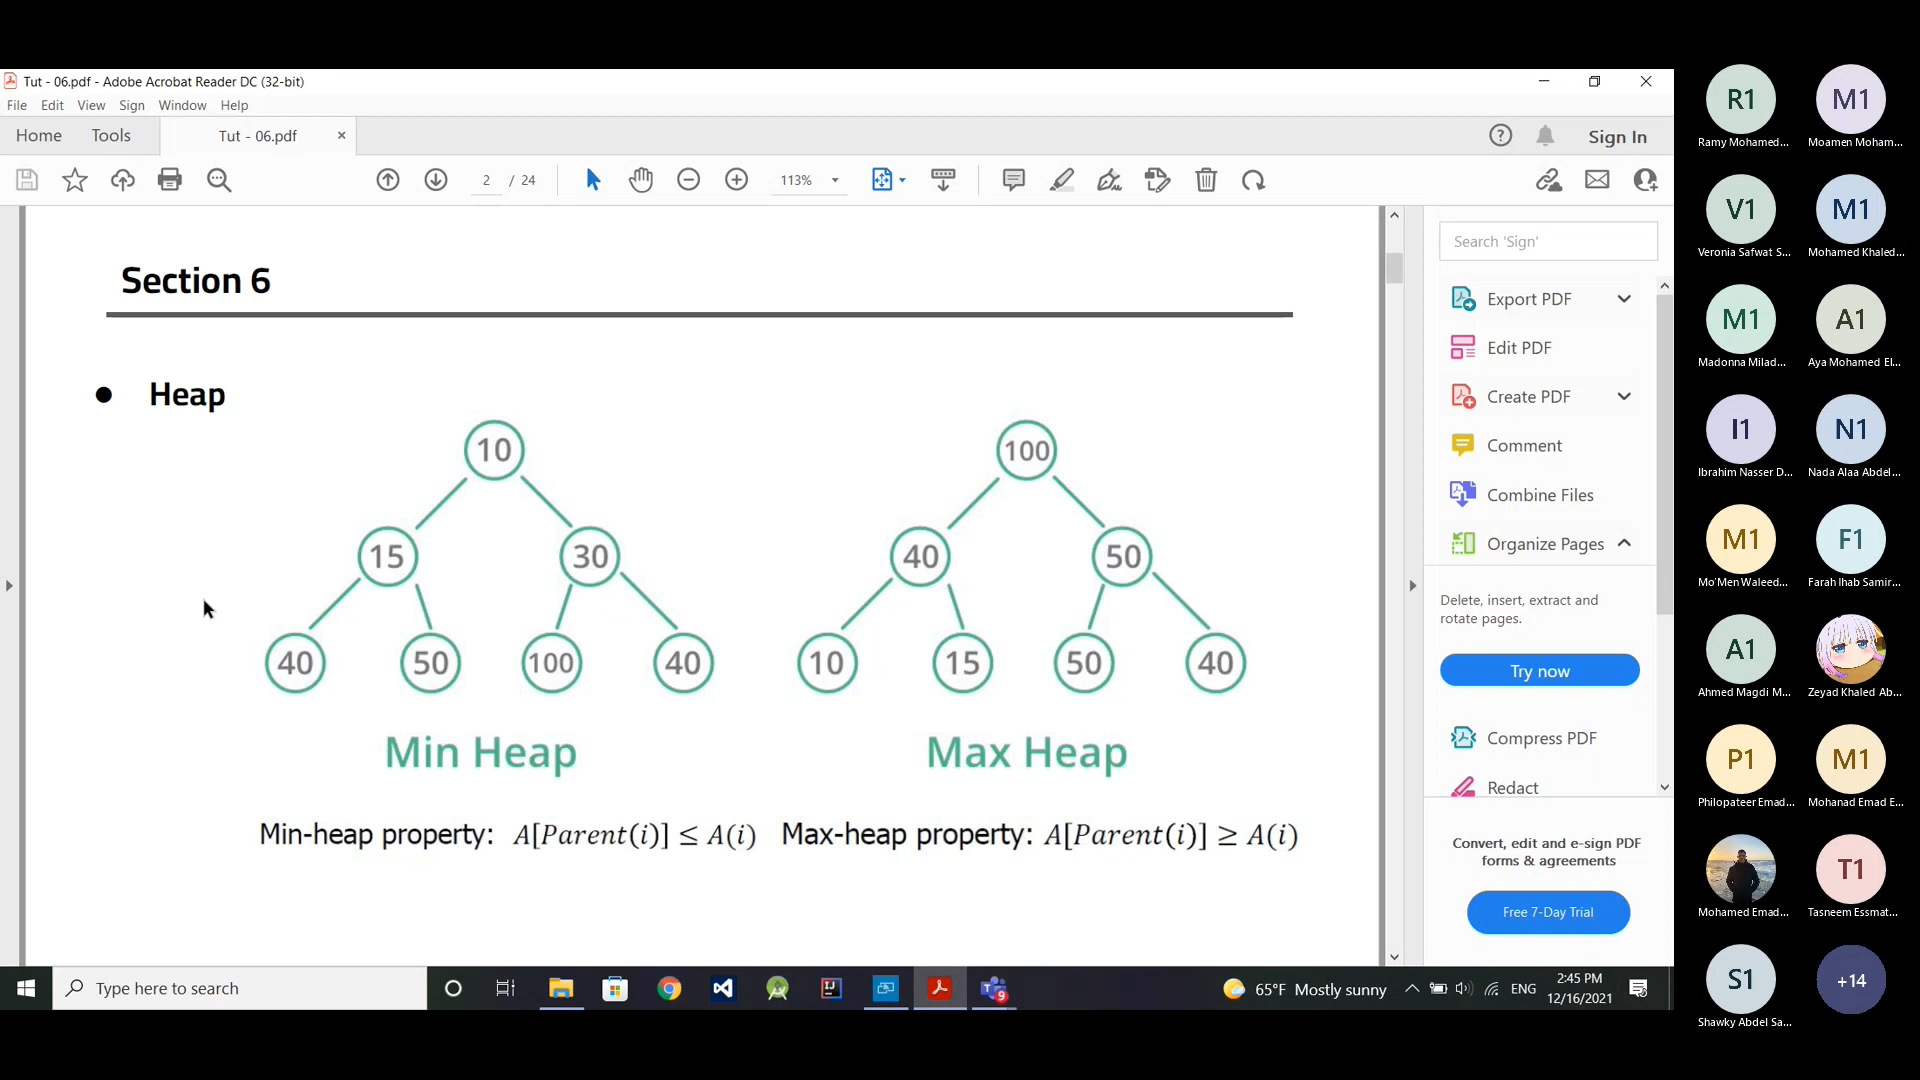 Tut - 06.pdf - Adobe Acrobat Reader DC (32-bit)
File Edit View Sign Window Help
Home Tools Tut - 06.pdf × Sign In
2 / 24 113%
Section 6
● Heap
10 100
15 30 40 50
40 50 100 40 10 15 50 40
Min Heap Max Heap
Min-heap property: A[Parent(i)] ≤ A(i) Max-heap property: A[Parent(i)] ≥ A(i)
Search 'Sign'
Export PDF
Edit PDF
Create PDF
Comment
Combine Files
Organize Pages
Delete, insert, extract and
rotate pages.
Try now
Compress PDF
Redact
Convert, edit and e-sign PDF
forms & agreements
Free 7-Day Trial
Type here to search
9
65°F Mostly sunny
ENG
2:45 PM
12/16/2021
R1 M1
Ramy Mohamed... Moamen Moham...
V1 M1
Veronia Safwat S... Mohamed Khaled...
M1 A1
Madonna Milad... Aya Mohamed El...
I1 N1
Ibrahim Nasser D... Nada Alaa Abdel...
M1 F1
Mo'Men Waleed... Farah Ihab Samir...
A1
Ahmed Magdi M... Zeyad Khaled Ab...
P1 M1
Philopateer Emad... Mohanad Emad E...
T1
Mohamed Emad... Tasneem Essmat...
S1 +14
Shawky Abdel Sa...